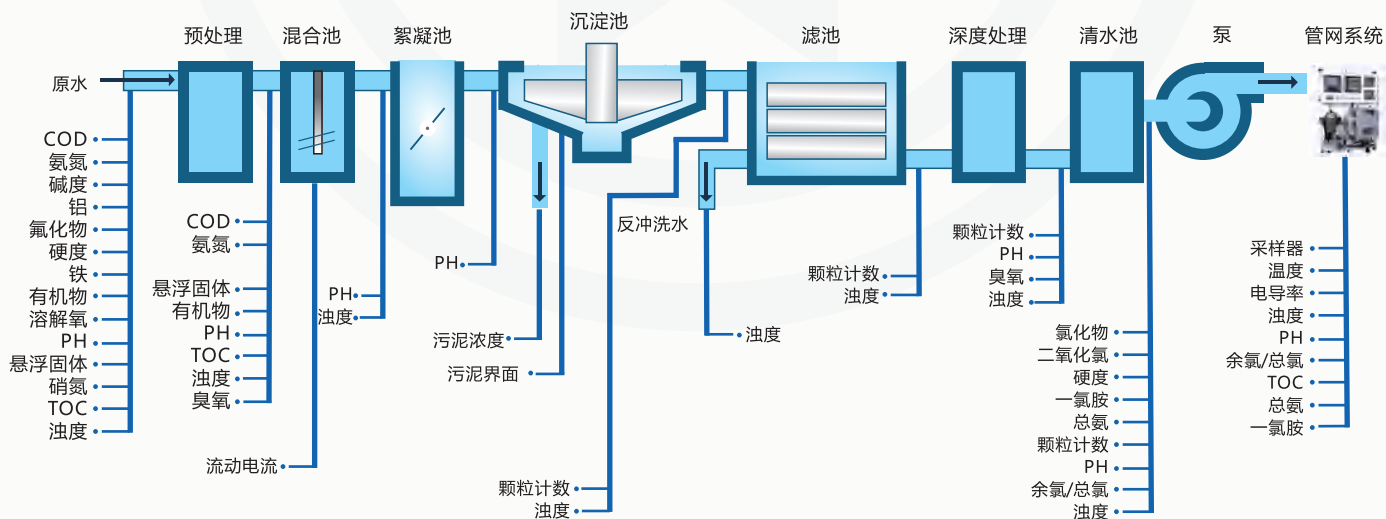 预处理
混合池
絮凝池
沉淀池
滤池
深度处理
清水池
泵
管网系统
原水
COD
氨氮
碱度
铝
氟化物
硬度
铁
有机物
溶解氧
PH
悬浮固体
硝氮
TOC
浊度
COD
氨氮
悬浮固体
有机物
PH
TOC
浊度
臭氧
流动电流
PH
浊度
PH
污泥浓度
污泥界面
颗粒计数
浊度
反冲洗水
浊度
颗粒计数
浊度
颗粒计数
PH
臭氧
浊度
氯化物
二氧化氯
硬度
一氯胺
总氨
颗粒计数
PH
余氯/总氯
浊度
采样器
温度
电导率
浊度
PH
余氯/总氯
TOC
总氨
一氯胺